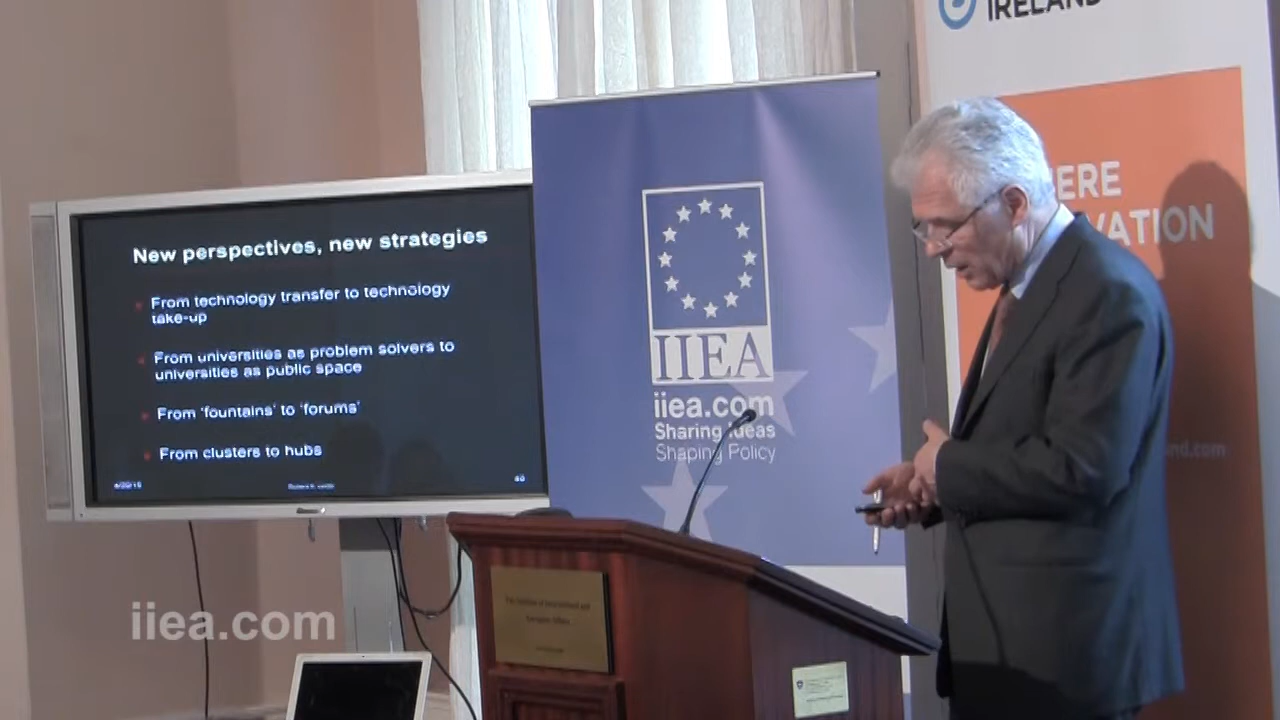 New perspectives, new strategies
From technology transfer to technology
take-up
From universities as problem solvers to
universities as public space
From 'fountains' to 'forums'
From clusters to hubs
40
IIEA
iiea.com
Sharing Ideas
Shaping Policy
IRELAND
iiea.com